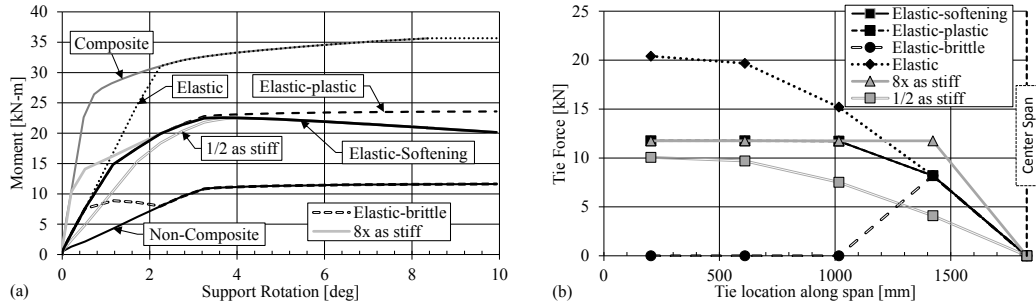 40
35
30
25
20
15
10
5
0
Moment [kN-m]
Composite
Elastic
Elastic-plastic
1/2 as stiff
Elastic-Softening
Non-Composite
Elastic-brittle
8x as stiff
0 2 4 6 8 10
(a) Support Rotation [deg]
25
20
15
10
5
0
Tie Force [kN]
Elastic-softening
Elastic-plastic
Elastic-brittle
Elastic
8x as stiff
1/2 as stiff
Center Span
0 500 1000 1500
(b) Tie location along span [mm]